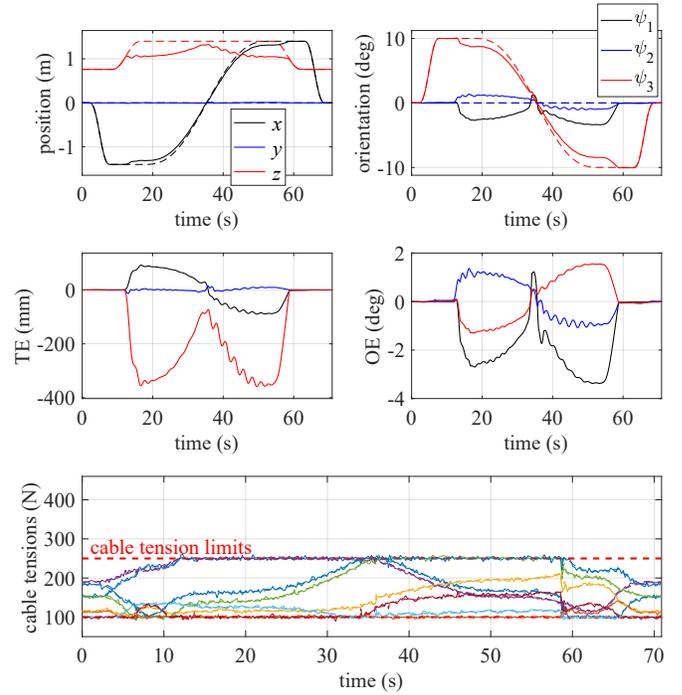 position (m)
1
0
-1
0 20 40 60
time (s)
x
y
z
orientation (deg)
10
0
-10
0 20 40 60
time (s)
ψ1
ψ2
ψ3
TE (mm)
0
-200
-400
0 20 40 60
time (s)
OE (deg)
2
0
-2
-4
0 20 40 60
time (s)
cable tensions (N)
400
300
200
100
cable tension limits
0 10 20 30 40 50 60 70
time (s)